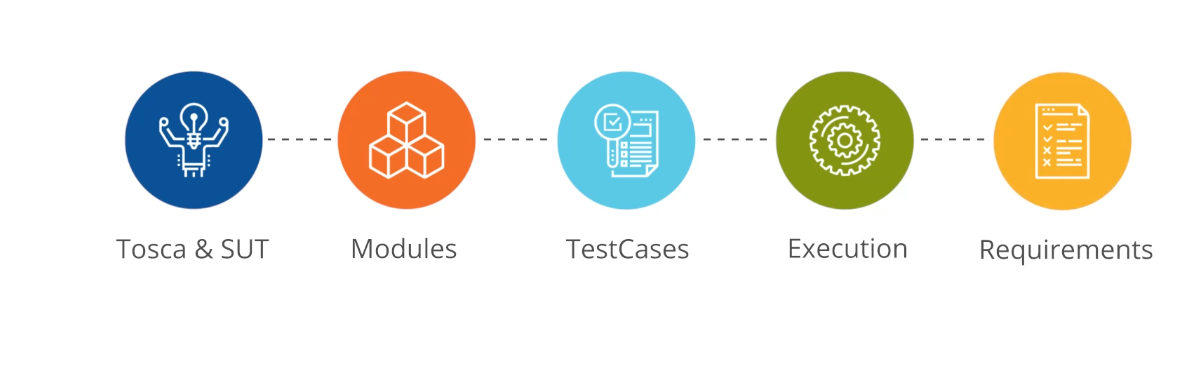 Tosca & SUT
Modules
TestCases
Execution
Requirements